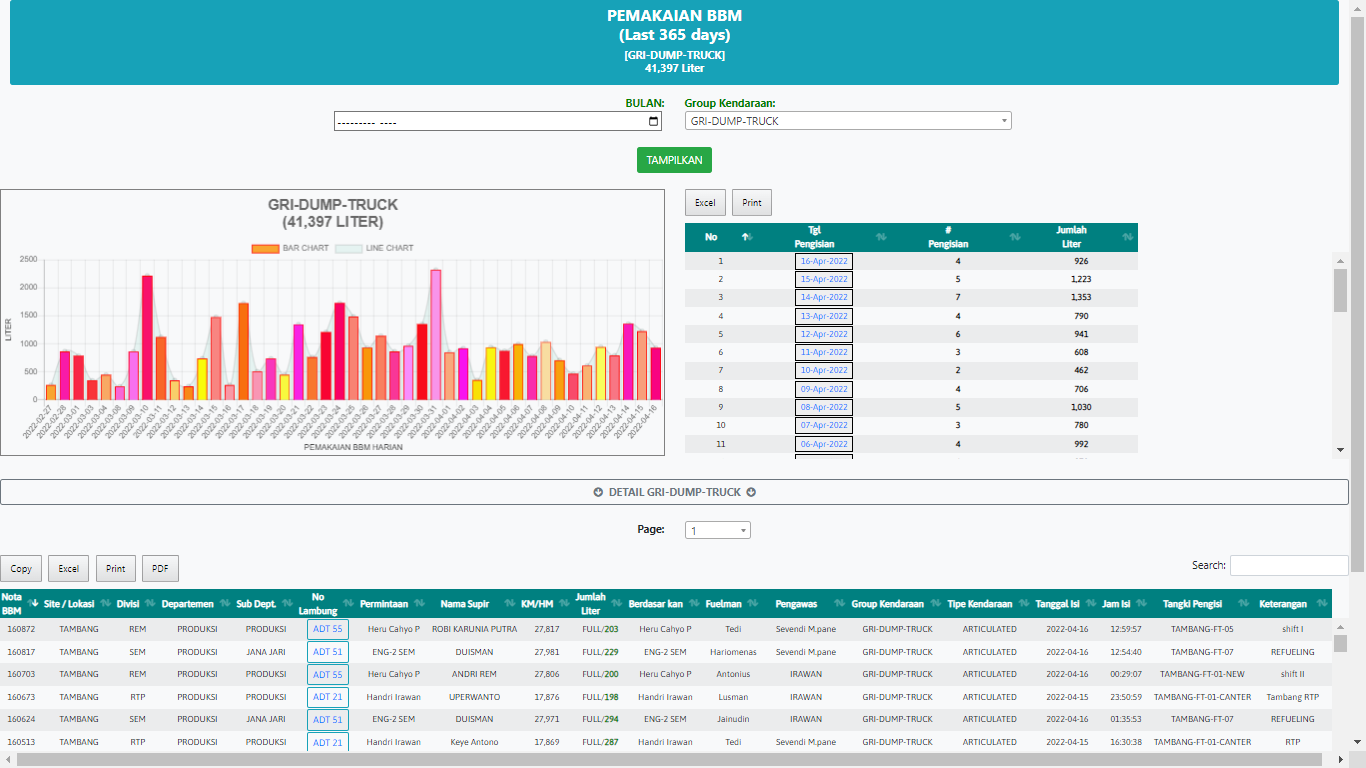 PEMAKAIAN BBM
(Last 365 days)
[GRI-DUMP-TRUCK]
41,397 Liter
BULAN:
Group Kendaraan:
--------- ----
GRI-DUMP-TRUCK
TAMPILKAN
GRI-DUMP-TRUCK
(41,397 LITER)
BAR CHART LINE CHART
LITER
2500
2000
1500
1000
500
0
2022-02-27 2022-02-28 2022-03-01 2022-03-03 2022-03-04 2022-03-08 2022-03-09 2022-03-10 2022-03-11 2022-03-12 2022-03-13 2022-03-14 2022-03-15 2022-03-16 2022-03-17 2022-03-18 2022-03-19 2022-03-20 2022-03-21 2022-03-22 2022-03-23 2022-03-24 2022-03-25 2022-03-26 2022-03-27 2022-03-28 2022-03-29 2022-03-30 2022-03-31 2022-04-01 2022-04-02 2022-04-03 2022-04-04 2022-04-05 2022-04-06 2022-04-07 2022-04-08 2022-04-09 2022-04-10 2022-04-11 2022-04-12 2022-04-13 2022-04-14 2022-04-15 2022-04-16
PEMAKAIAN BBM HARIAN
Excel Print
No Tgl Pengisian # Pengisian Jumlah Liter
1 16-Apr-2022 4 926
2 15-Apr-2022 5 1,223
3 14-Apr-2022 7 1,353
4 13-Apr-2022 4 790
5 12-Apr-2022 6 941
6 11-Apr-2022 3 608
7 10-Apr-2022 2 462
8 09-Apr-2022 4 706
9 08-Apr-2022 5 1,030
10 07-Apr-2022 3 780
11 06-Apr-2022 4 992
DETAIL GRI-DUMP-TRUCK
Page: 1
Copy Excel Print PDF
Search:
Nota BBM Site / Lokasi Divisi Departemen Sub Dept. No Lambung Permintaan Nama Supir KM/HM Jumlah Liter Berdasar kan Fuelman Pengawas Group Kendaraan Tipe Kendaraan Tanggal Isi Jam Isi Tangki Pengisi Keterangan
160872 TAMBANG REM PRODUKSI PRODUKSI ADT 55 Heru Cahyo P ROBI KARUNIA PUTRA 27,817 FULL/203 Heru Cahyo P Tedi Sevendi M.pane GRI-DUMP-TRUCK ARTICULATED 2022-04-16 12:59:57 TAMBANG-FT-05 shift I
160817 TAMBANG SEM PRODUKSI JANA JARI ADT 51 ENG-2 SEM DUISMAN 27,981 FULL/229 ENG-2 SEM Hariomenas Sevendi M.pane GRI-DUMP-TRUCK ARTICULATED 2022-04-16 12:54:40 TAMBANG-FT-07 REFUELING
160703 TAMBANG REM PRODUKSI PRODUKSI ADT 55 Heru Cahyo P ANDRI REM 27,806 FULL/200 Heru Cahyo P Antonius IRAWAN GRI-DUMP-TRUCK ARTICULATED 2022-04-16 00:29:07 TAMBANG-FT-01-NEW shift II
160673 TAMBANG RTP PRODUKSI PRODUKSI ADT 21 Handri Irawan UPERWANTO 17,876 FULL/198 Handri Irawan Lusman IRAWAN GRI-DUMP-TRUCK ARTICULATED 2022-04-15 23:50:59 TAMBANG-FT-01-CANTER Tambang RTP
160624 TAMBANG SEM PRODUKSI JANA JARI ADT 51 ENG-2 SEM DUISMAN 27,971 FULL/294 ENG-2 SEM Jainudin IRAWAN GRI-DUMP-TRUCK ARTICULATED 2022-04-16 01:35:53 TAMBANG-FT-07 REFUELING
160513 TAMBANG RTP PRODUKSI PRODUKSI ADT 21 Handri Irawan Keye Antono 17,869 FULL/287 Handri Irawan Tedi Sevendi M.pane GRI-DUMP-TRUCK ARTICULATED 2022-04-15 16:30:38 TAMBANG-FT-01-CANTER RTP